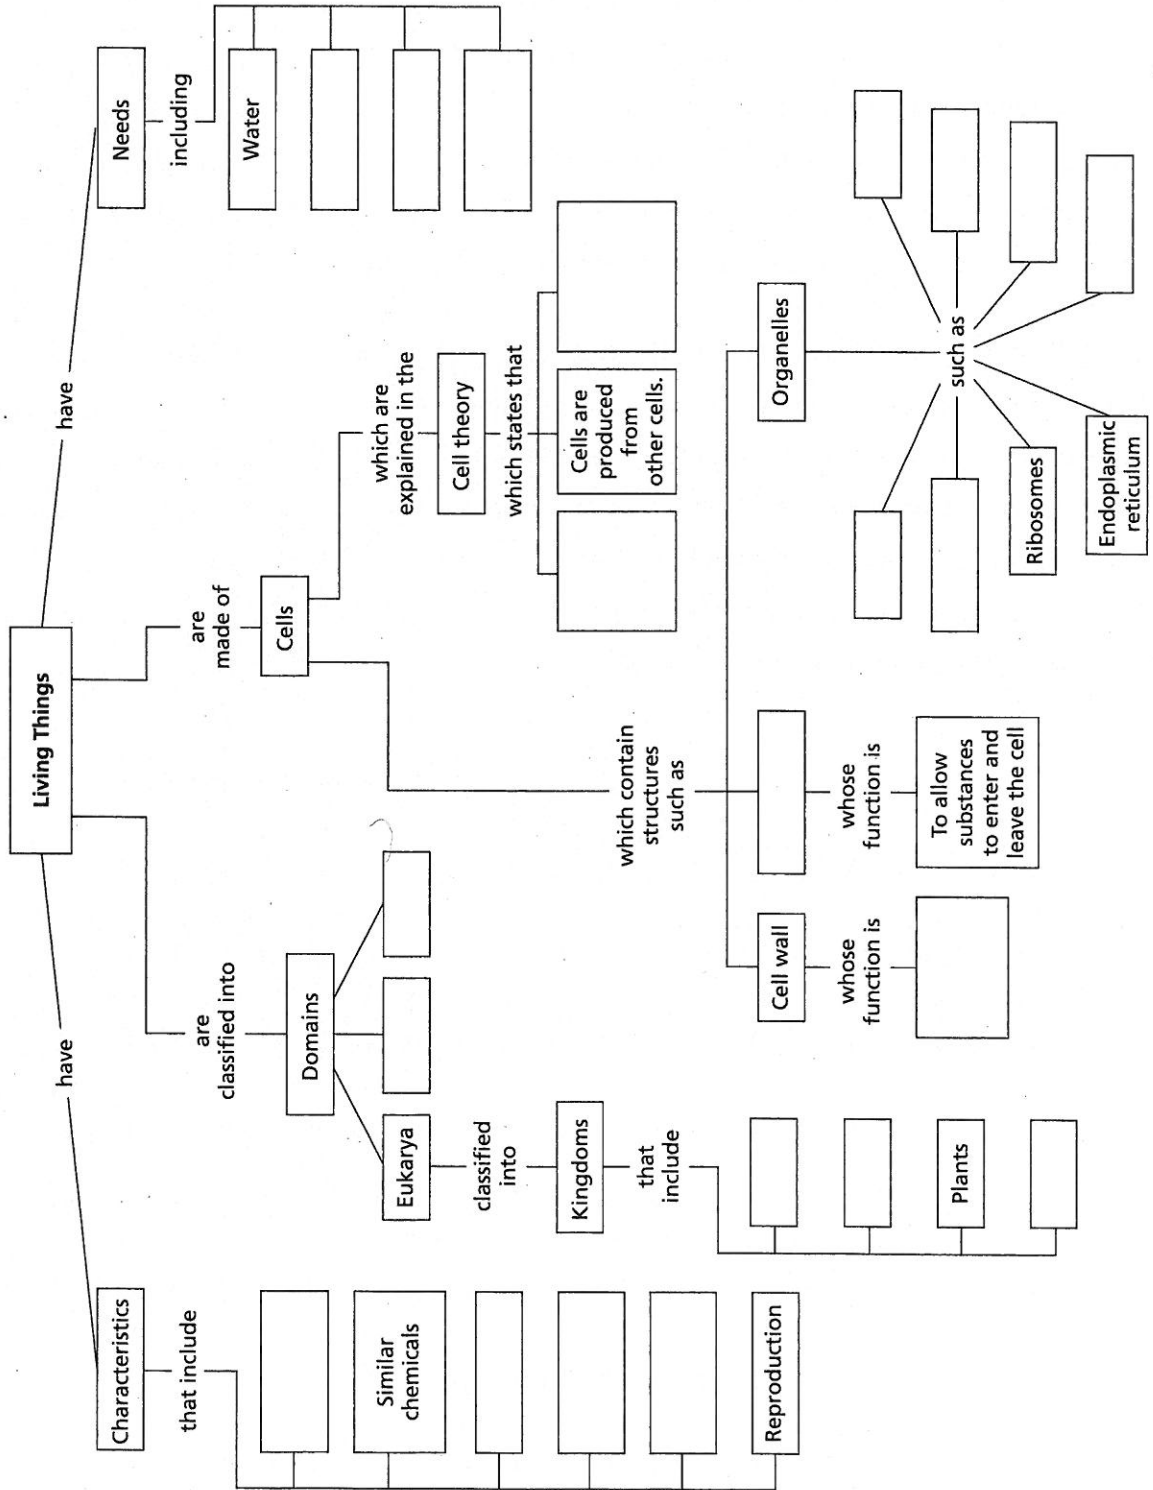 Living Things
have
Characteristics
that include
Similar
chemicals
Reproduction
are
classified into
Domains
Eukarya
classified
into
Kingdoms
that
include
Plants
are
made of
Cells
which contain
structures
such as
Cell wall
whose
function is
whose
function is
To allow
substances
to enter and
leave the cell
Organelles
such as
Ribosomes
Endoplasmic
reticulum
which are
explained in the
Cell theory
which states that
Cells are
produced
from
other cells.
have
Needs
including
Water